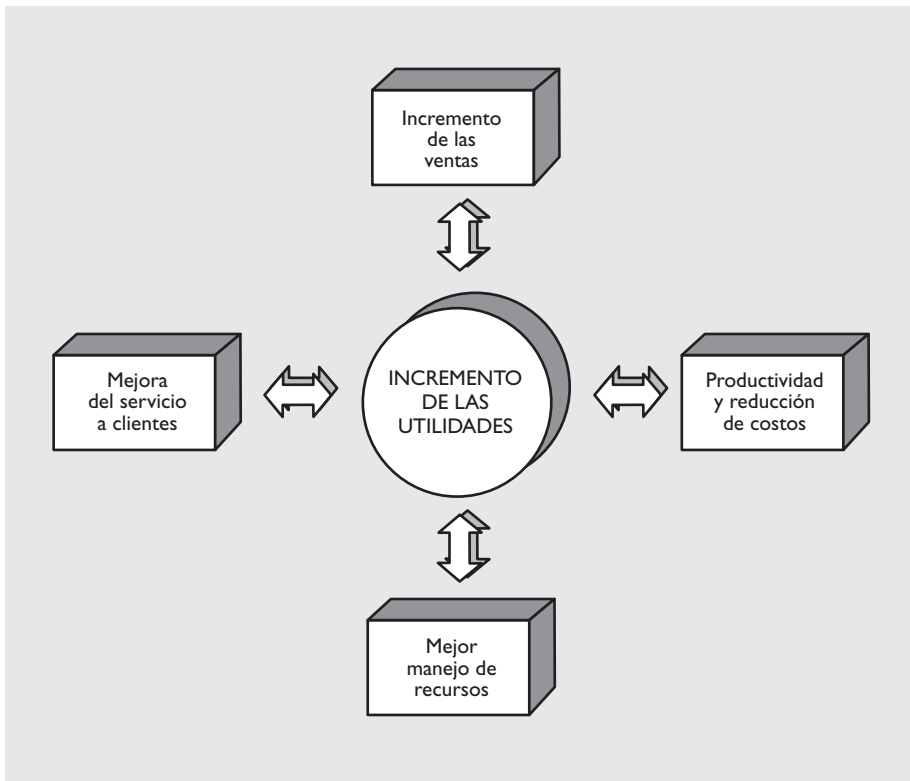 Incremento
de las
ventas
Mejora
del servicio
a clientes
INCREMENTO
DE LAS
UTILIDADES
Productividad
y reducción
de costos
Mejor
manejo de
recursos